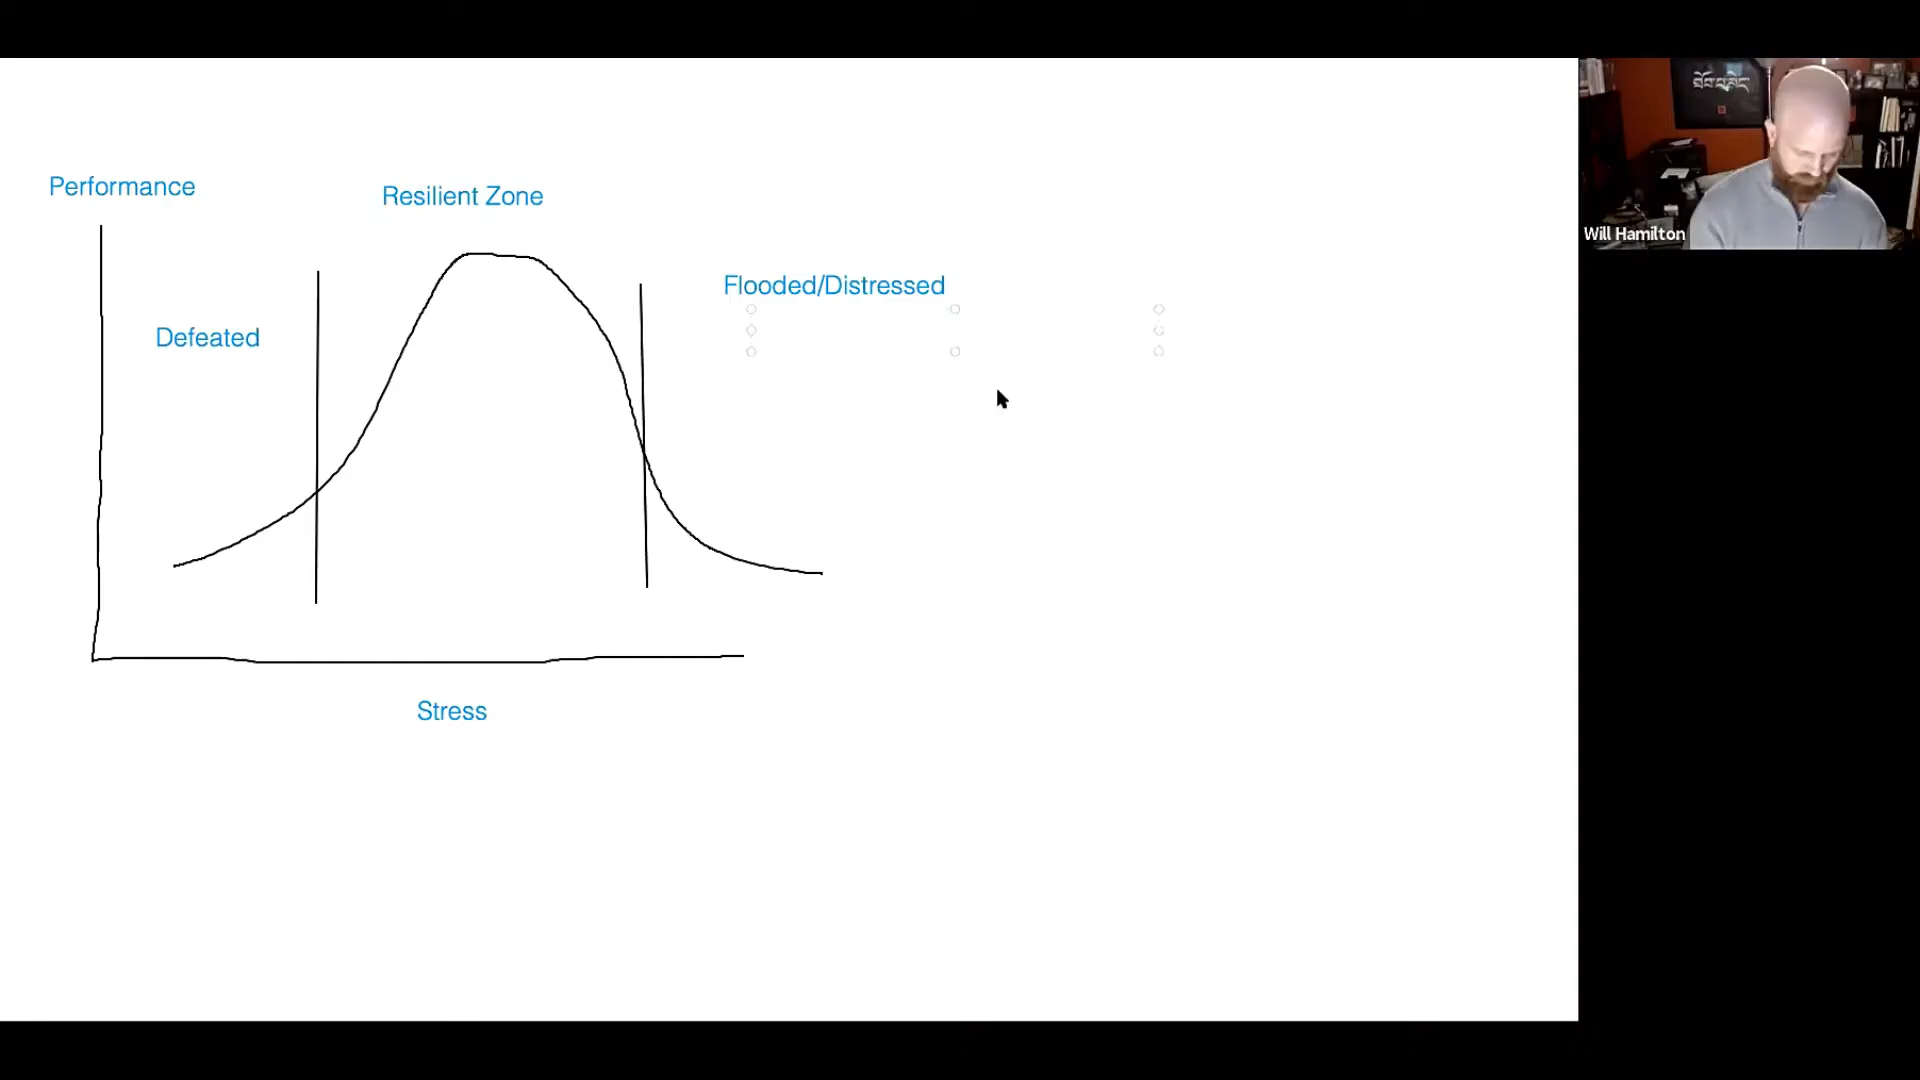 Performance
Resilient Zone
Flooded/Distressed
Defeated
Stress
Will Hamilton